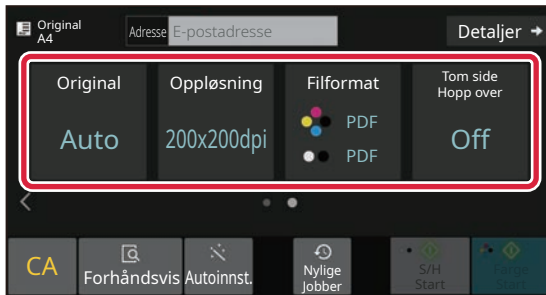 Original
A4
Adresse E-postadresse
Detaljer
Original
Auto
Oppløsning
200x200dpi
Filformat
PDF
PDF
Tom side
Hopp over
Off
CA
Forhåndsvis
Autoinnst.
Nylige
Jobber
S/H
Start
Farge
Start